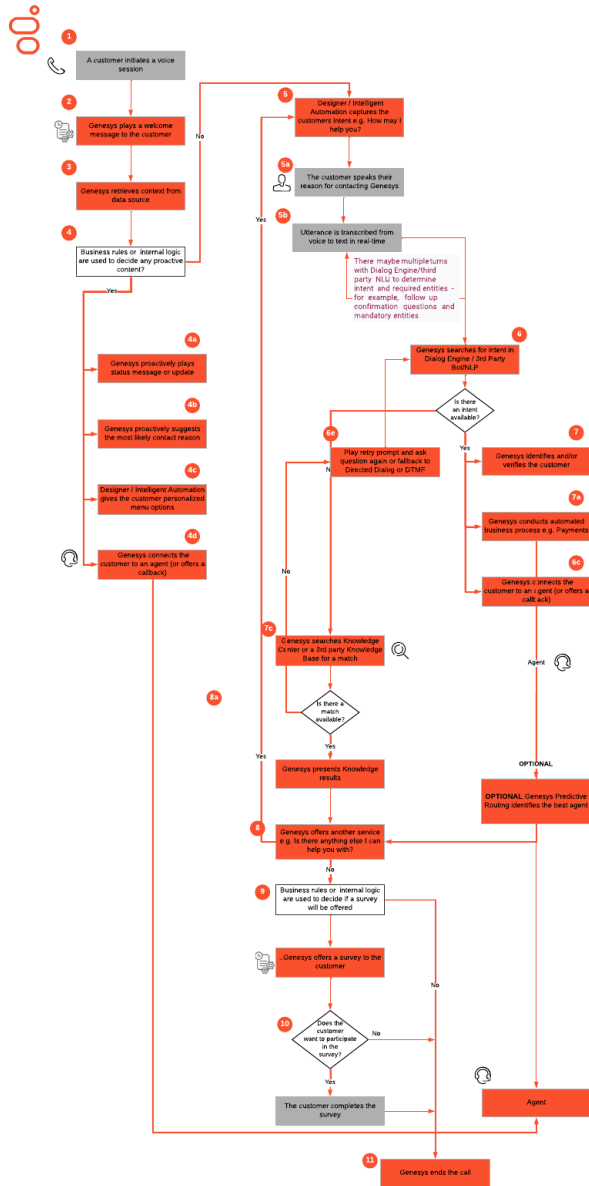 1
A customer initiates a voice
session
2
Genesys plays a welcome
message to the customer
3
Genesys retrieves context from
data source
4
Business rules or internal logic
are used to decide any proactive
content?
No
Yes
4a
Genesys proactively plays
status message or update
4b
Genesys proactively suggests
the most likely contact reason
4c
Designer / Intelligent Automation
gives the customer personalized
menu options
4d
Genesys connects the
customer to an agent (or offers a
callback)
5
Designer / Intelligent
Automation captures the
customers intent e.g. How may I
help you?
5a
The customer speaks their
reason for contacting Genesys
5b
Utterance is transcribed from
voice to text in real-time
Yes
There maybe multiple turns
with Dialog Engine/third
party NLU to determine
intent and required entities -
for example, follow up
confirmation questions and
mandatory entities
6
Genesys searches for intent in
Dialog Engine / 3rd Party
Bot/NLP
Is there
an intent
available?
6e
Play retry prompt and ask
question again or fallback to
Directed Dialog or DTMF
N
Yes
7
Genesys identifies and/or
verifies the customer
7a
Genesys conducts automated
business process e.g. Payments
6c
Genesys connects the
customer to an agent (or offers a
callback)
No
7c
Genesys searches Knowledge
Center or a 3rd party Knowledge
Base for a match
Agent
8a
Is there a
match
available?
Yes
Yes
Genesys presents Knowledge
results
OPTIONAL
OPTIONAL Genesys Predictive
Routing identifies the best agent
8
Genesys offers another service
e.g. Is there anything else I can
help you with?
No
9
Business rules or internal logic
are used to decide if a survey
will be offered
...Genesys offers a survey to the
customer
No
10
Does the
customer
want to participate
in the
survey?
No
Yes
The customer completes the
survey
Agent
11
Genesys ends the call